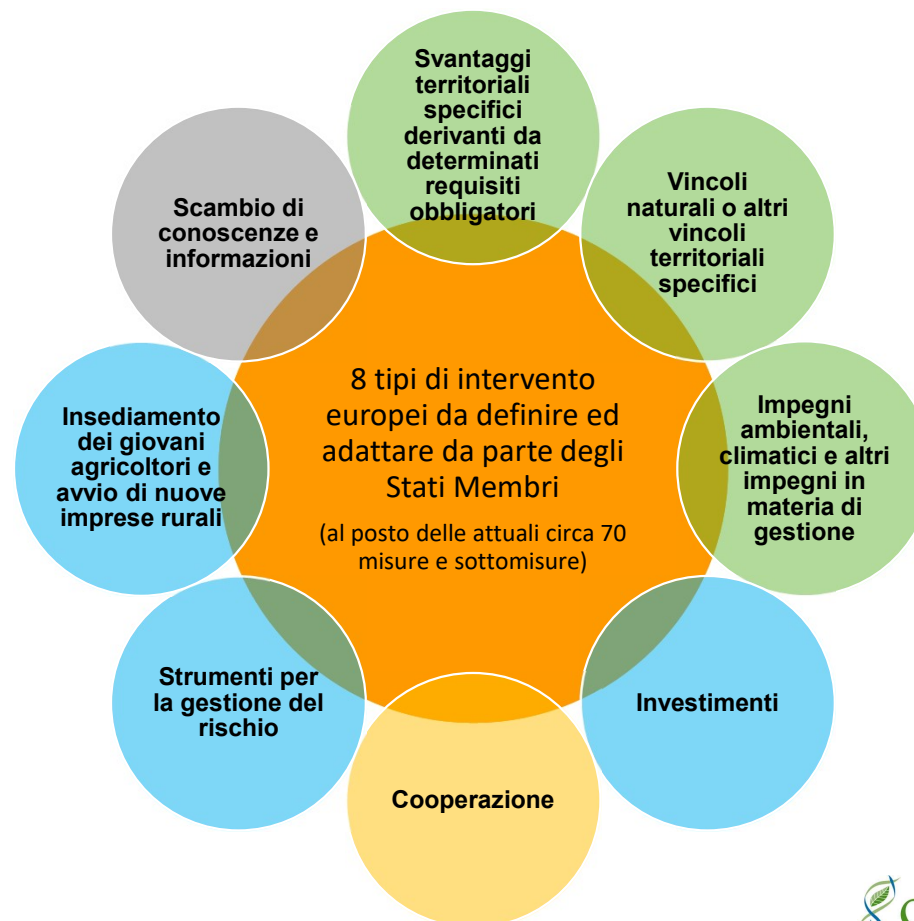 Svantaggi
territoriali
specifici
derivanti da
determinati
requisiti
obbligatori
Vincoli
naturali o altri
vincoli
territoriali
specifici
Impegni
ambientali,
climatici e altri
impegni in
materia di
gestione
Investimenti
Cooperazione
Strumenti per
la gestione del
rischio
Insediamento
dei giovani
agricoltori e
avvio di nuove
imprese rurali
Scambio di
conoscenze e
informazioni
8 tipi di intervento
europei da definire ed
adattare da parte degli
Stati Membri
(al posto delle attuali circa 70
misure e sottomisure)